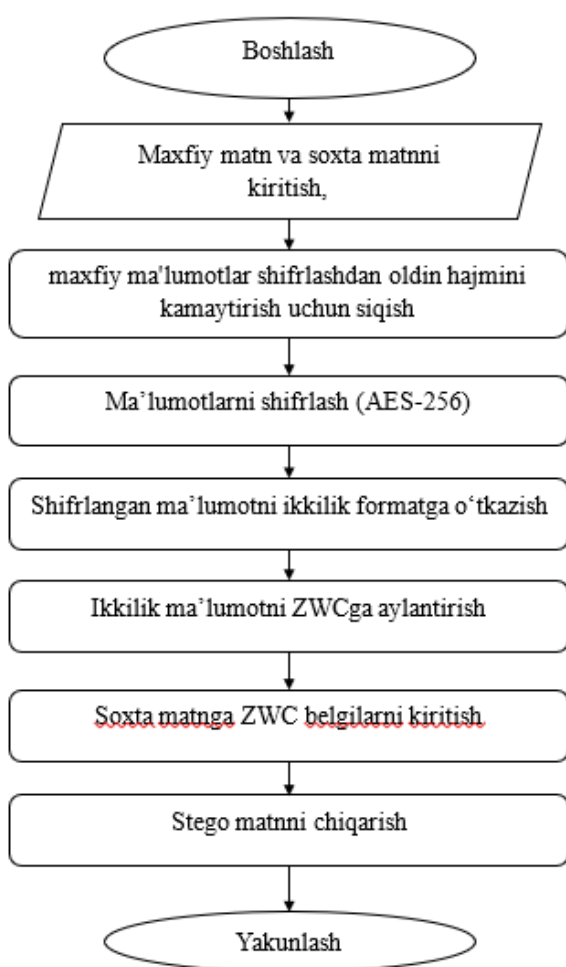 Boshlash
Maxfiy matn va soxta matnni
kiritish,
maxfiy ma'lumotlar shifrlashdan oldin hajmini
kamaytirish uchun siqish
Ma’lumotlarni shifrlash (AES-256)
Shifrlangan ma’lumotni ikkilik formatga o‘tkazish
Ikkilik ma’lumotni ZWCga aylantirish
Soxta matnga ZWC belgilarni kiritish
Stego matnni chiqarish
Yakunlash